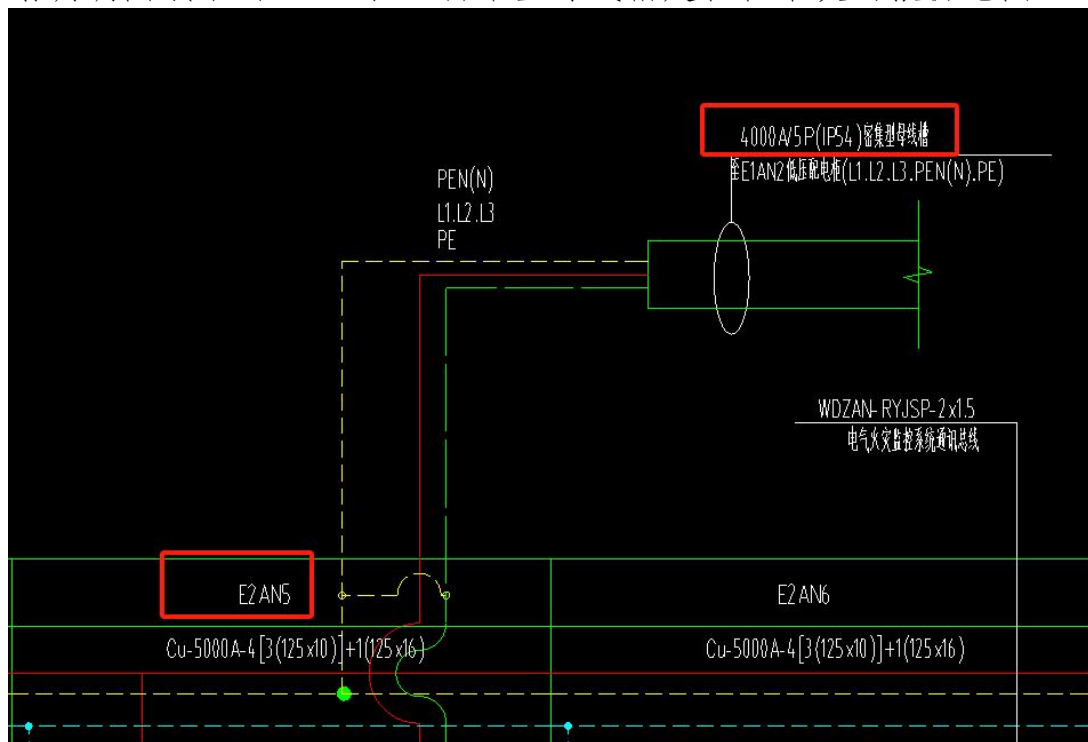 4000A/5P(IP54)密集型母线槽
至E1AN2低压配电柜(L1.L2.L3.PEN(N).PE)
PEN(N)
L1.L2.L3
PE
WDZAN-RYJSP-2x1.5
电气火灾监控系统通讯总线
E2AN5
E2AN6
Cu-5000A-4[3(125x10)]+1(125x16)
Cu-5000A-4[3(125x10)]+1(125x16)